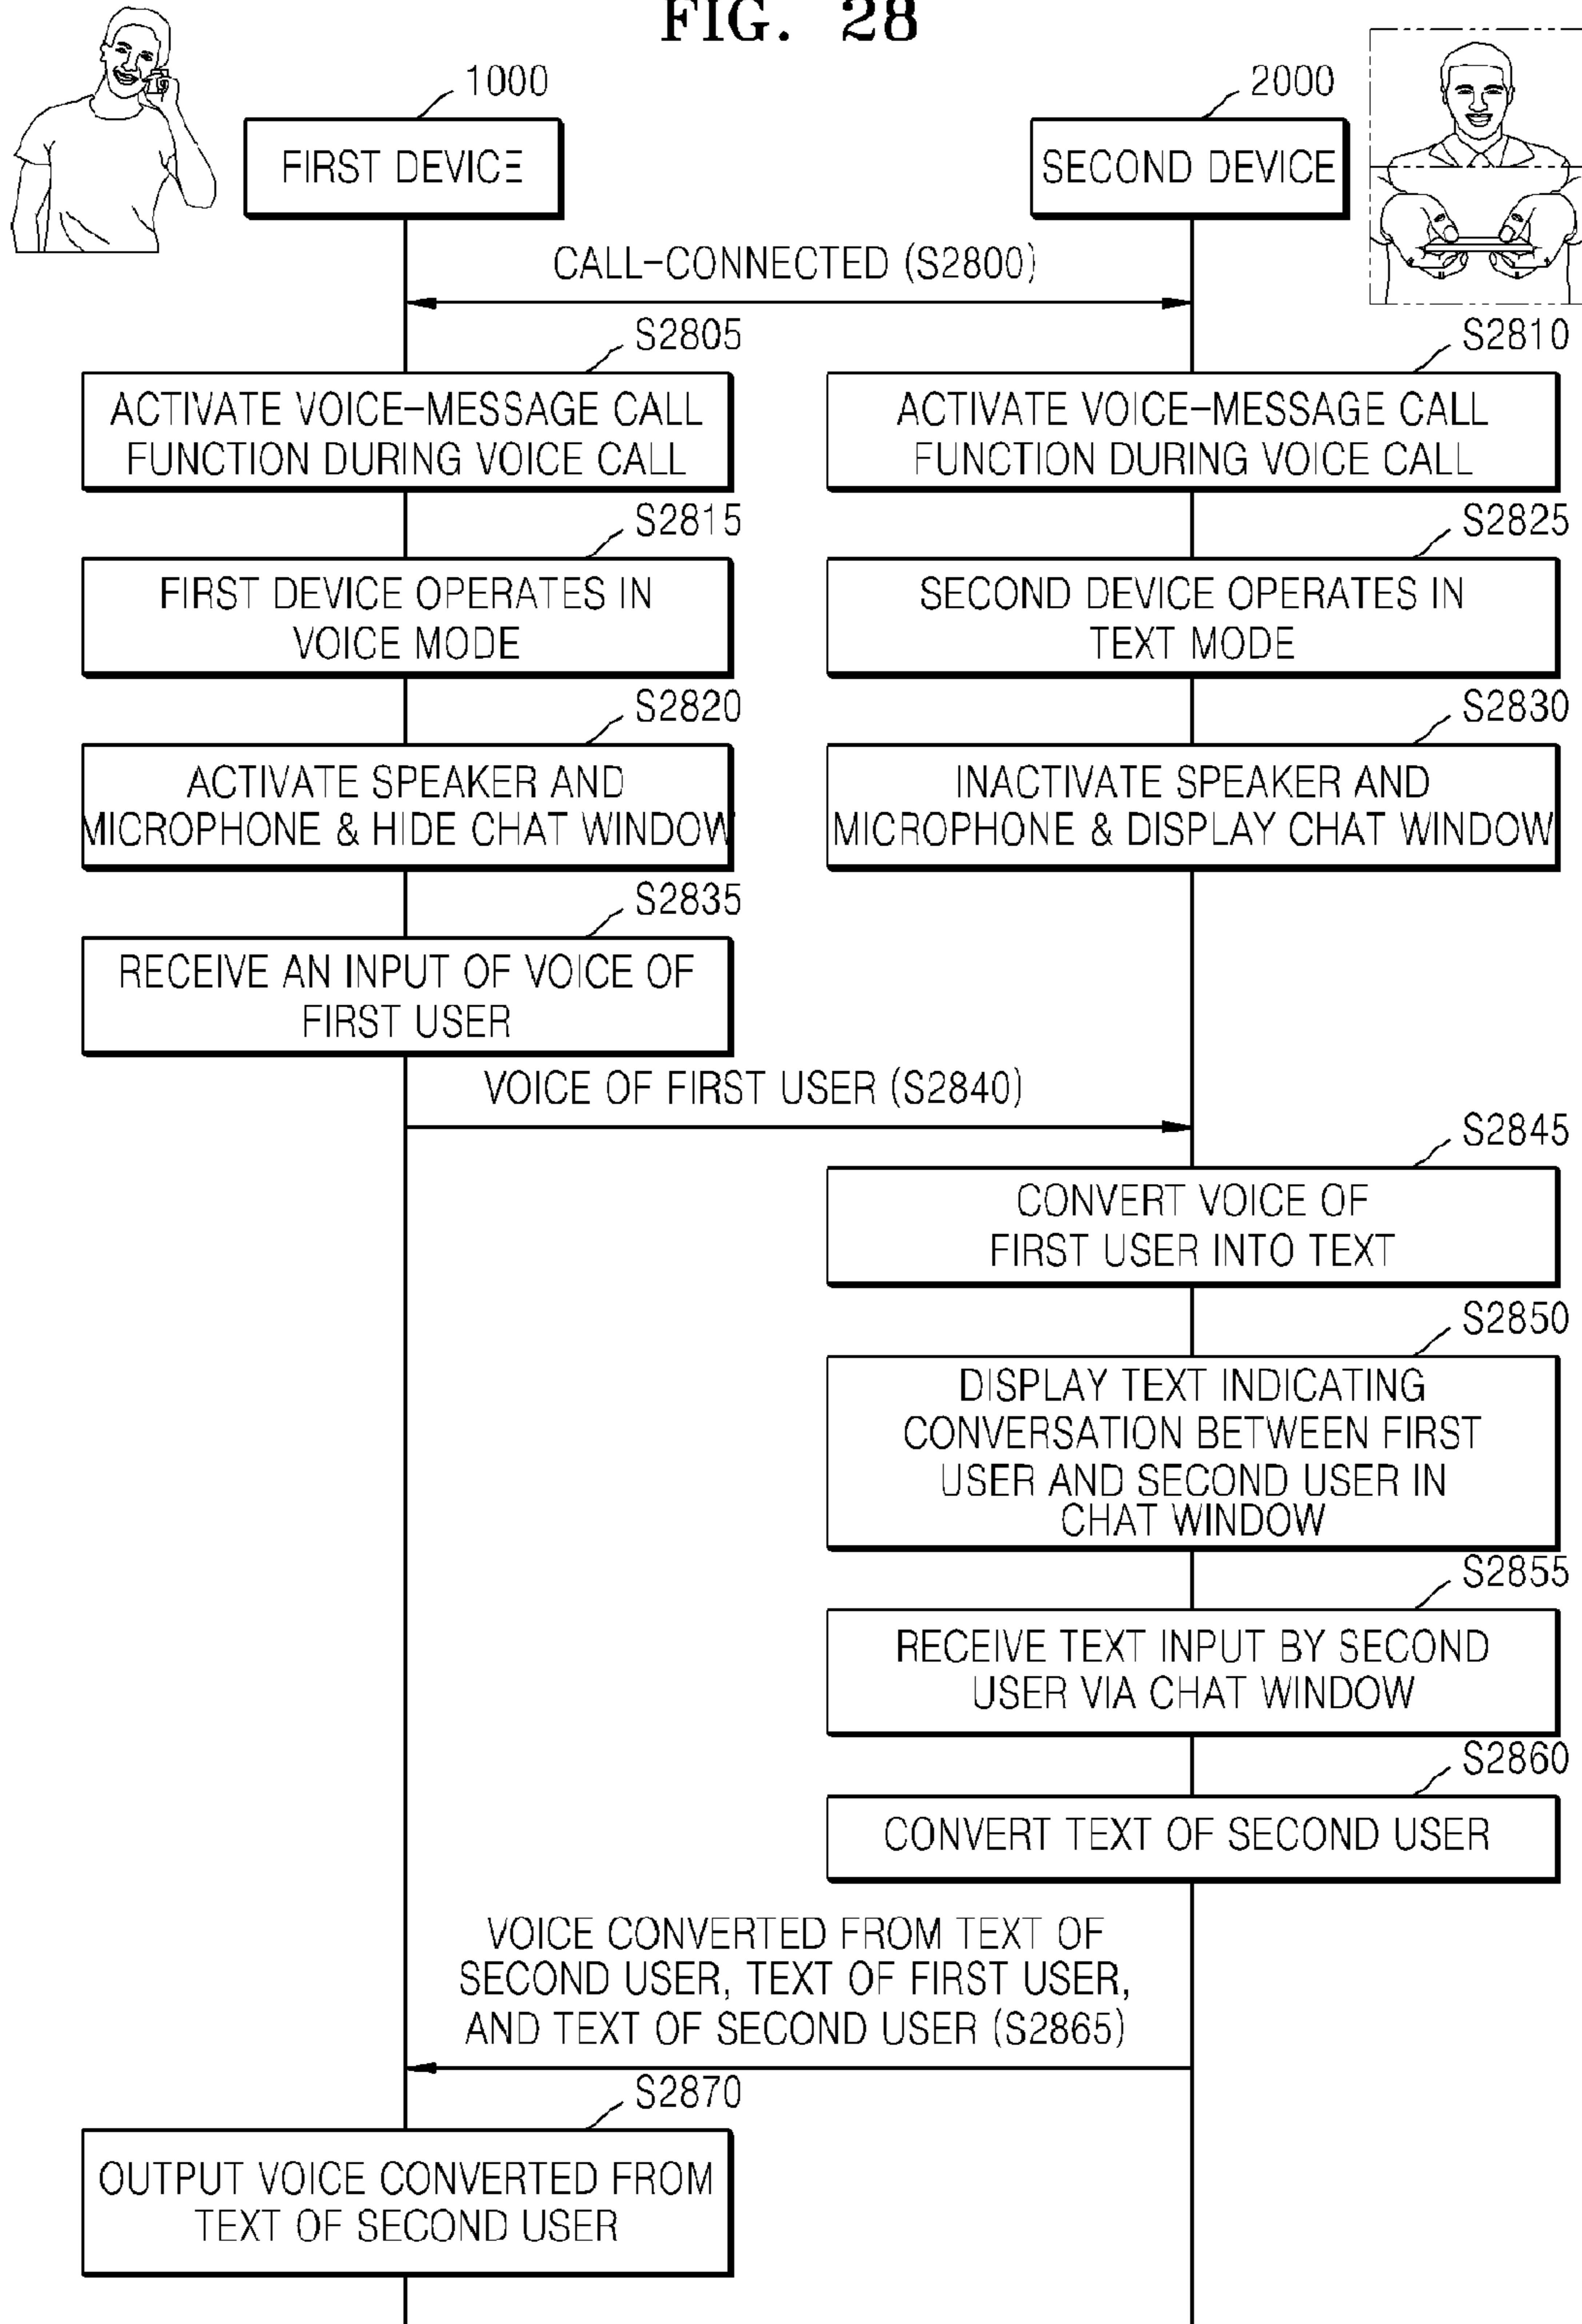 FIG. 28
1000
2000
FIRST DEVICE
SECOND DEVICE
CALL-CONNECTED (S2800)
S2805
ACTIVATE VOICE-MESSAGE CALL
FUNCTION DURING VOICE CALL
S2810
ACTIVATE VOICE-MESSAGE CALL
FUNCTION DURING VOICE CALL
S2815
FIRST DEVICE OPERATES IN
VOICE MODE
S2825
SECOND DEVICE OPERATES IN
TEXT MODE
S2820
ACTIVATE SPEAKER AND
MICROPHONE & HIDE CHAT WINDOW
S2830
INACTIVATE SPEAKER AND
MICROPHONE & DISPLAY CHAT WINDOW
S2835
RECEIVE AN INPUT OF VOICE OF
FIRST USER
VOICE OF FIRST USER (S2840)
S2845
CONVERT VOICE OF
FIRST USER INTO TEXT
S2850
DISPLAY TEXT INDICATING
CONVERSATION BETWEEN FIRST
USER AND SECOND USER IN
CHAT WINDOW
S2855
RECEIVE TEXT INPUT BY SECOND
USER VIA CHAT WINDOW
S2860
CONVERT TEXT OF SECOND USER
VOICE CONVERTED FROM TEXT OF
SECOND USER, TEXT OF FIRST USER,
AND TEXT OF SECOND USER (S2865)
S2870
OUTPUT VOICE CONVERTED FROM
TEXT OF SECOND USER